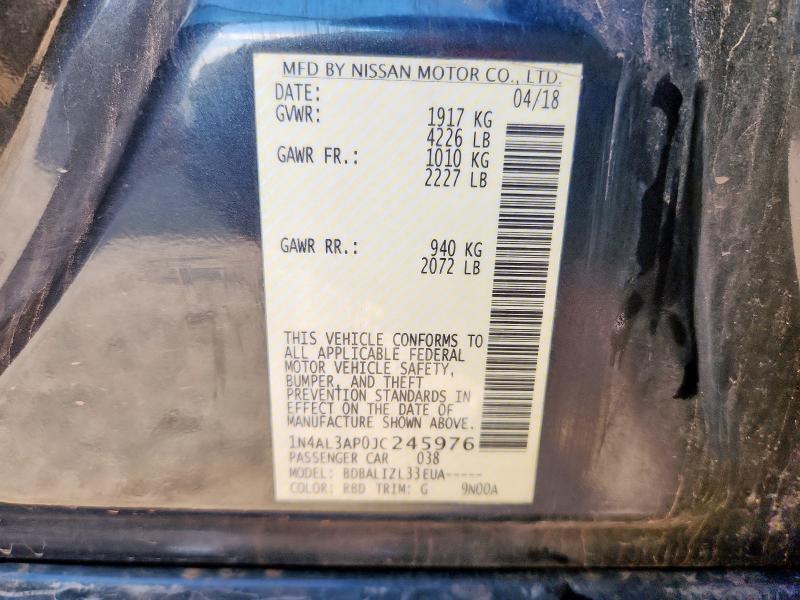 MFD BY NISSAN MOTOR CO., LTD.
DATE: 04/18
GVWR: 1917 KG
4226 LB
GAWR FR.: 1010 KG
2227 LB
GAWR RR.: 940 KG
2072 LB
THIS VEHICLE CONFORMS TO
ALL APPLICABLE FEDERAL
MOTOR VEHICLE SAFETY,
BUMPER, AND THEFT
PREVENTION STANDARDS IN
EFFECT ON THE DATE OF
MANUFACTURE SHOWN ABOVE.
1N4AL3AP0JC245976
PASSENGER CAR 038
MODEL: BDBALIZL33EUA-----
COLOR: RBD TRIM: G 9N00A